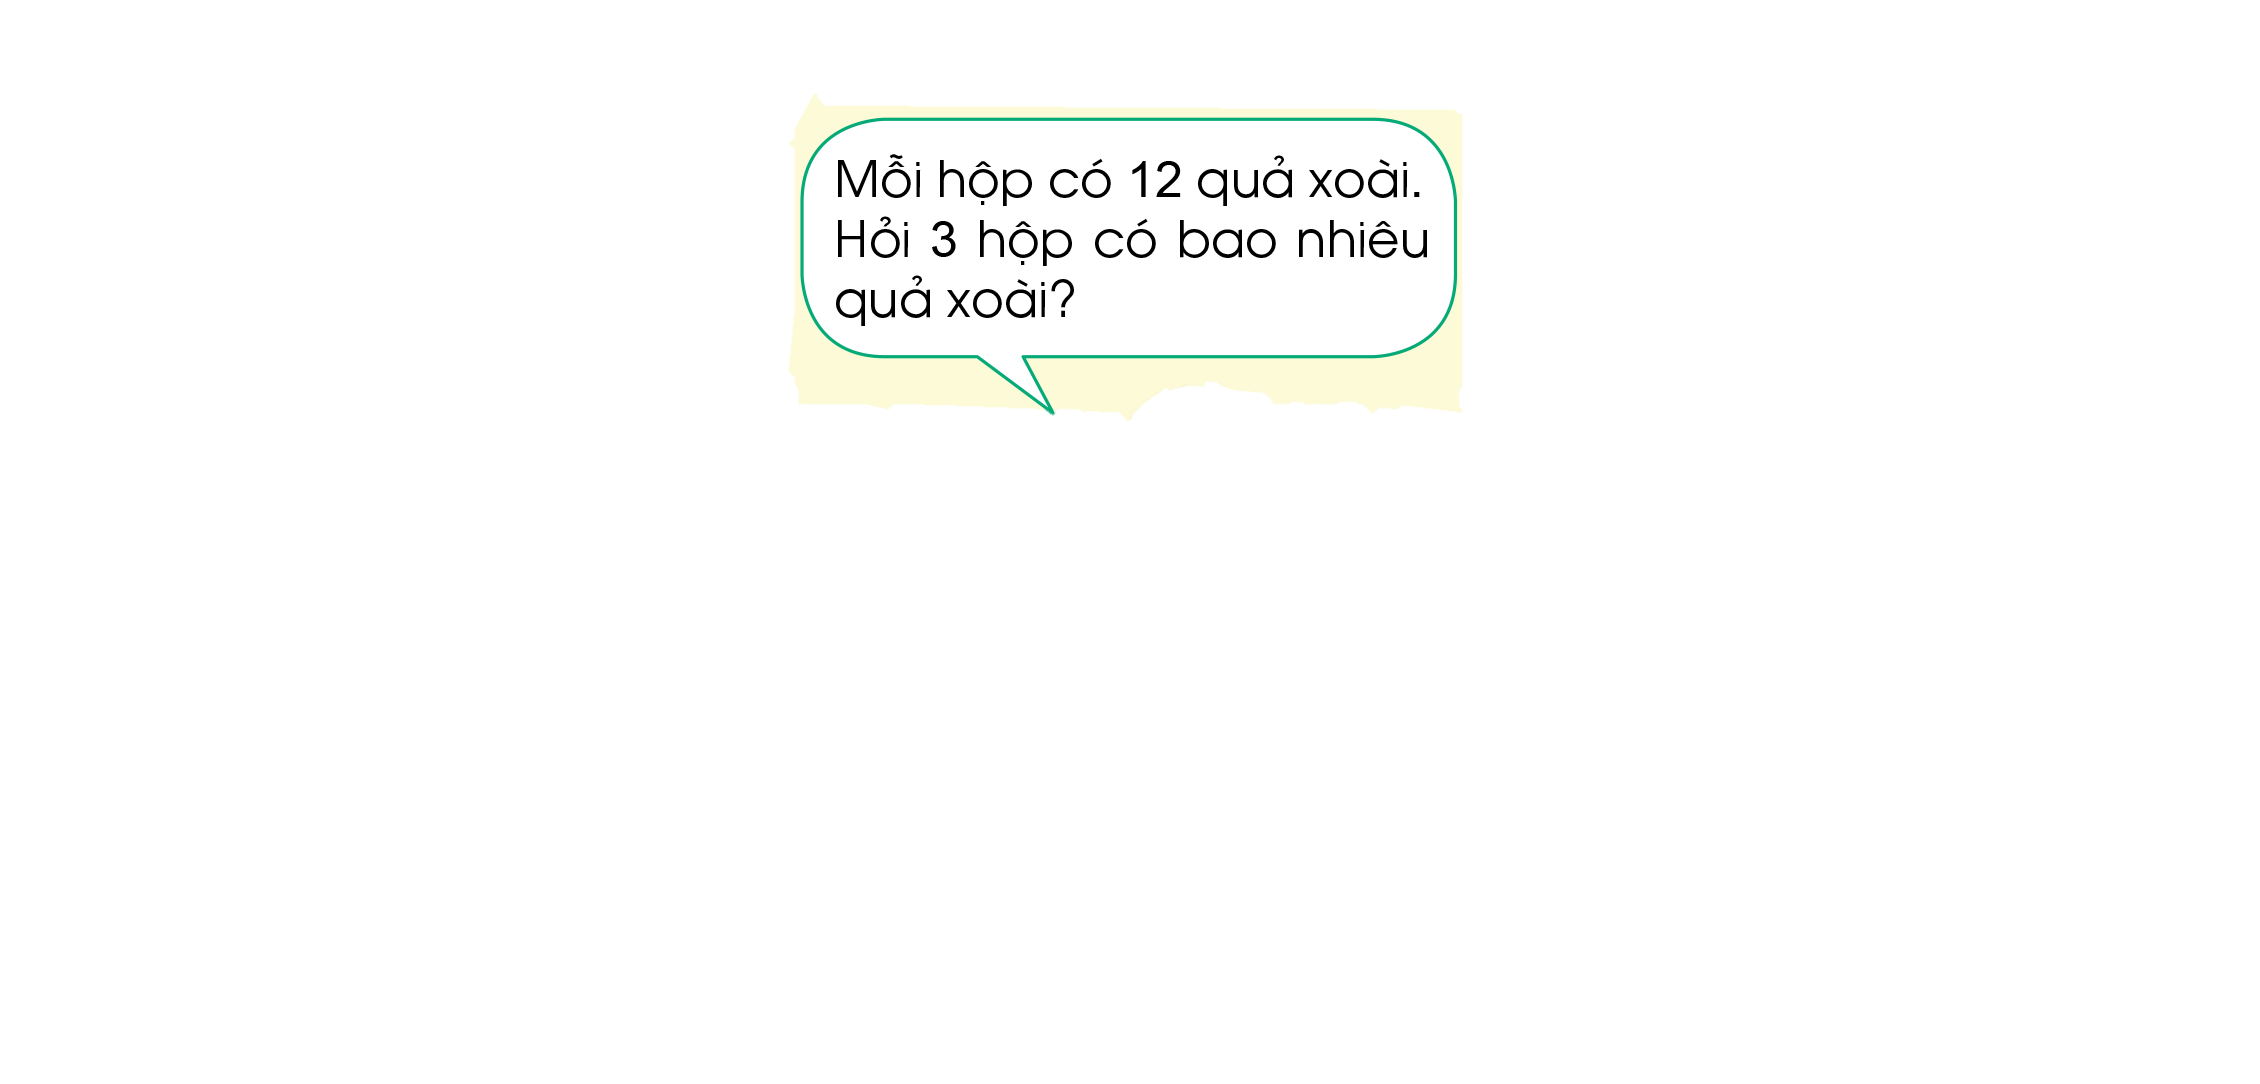 Mỗi hộp có 12 quả xoài.
Hỏi 3 hộp có bao nhiêu
quả xoài?